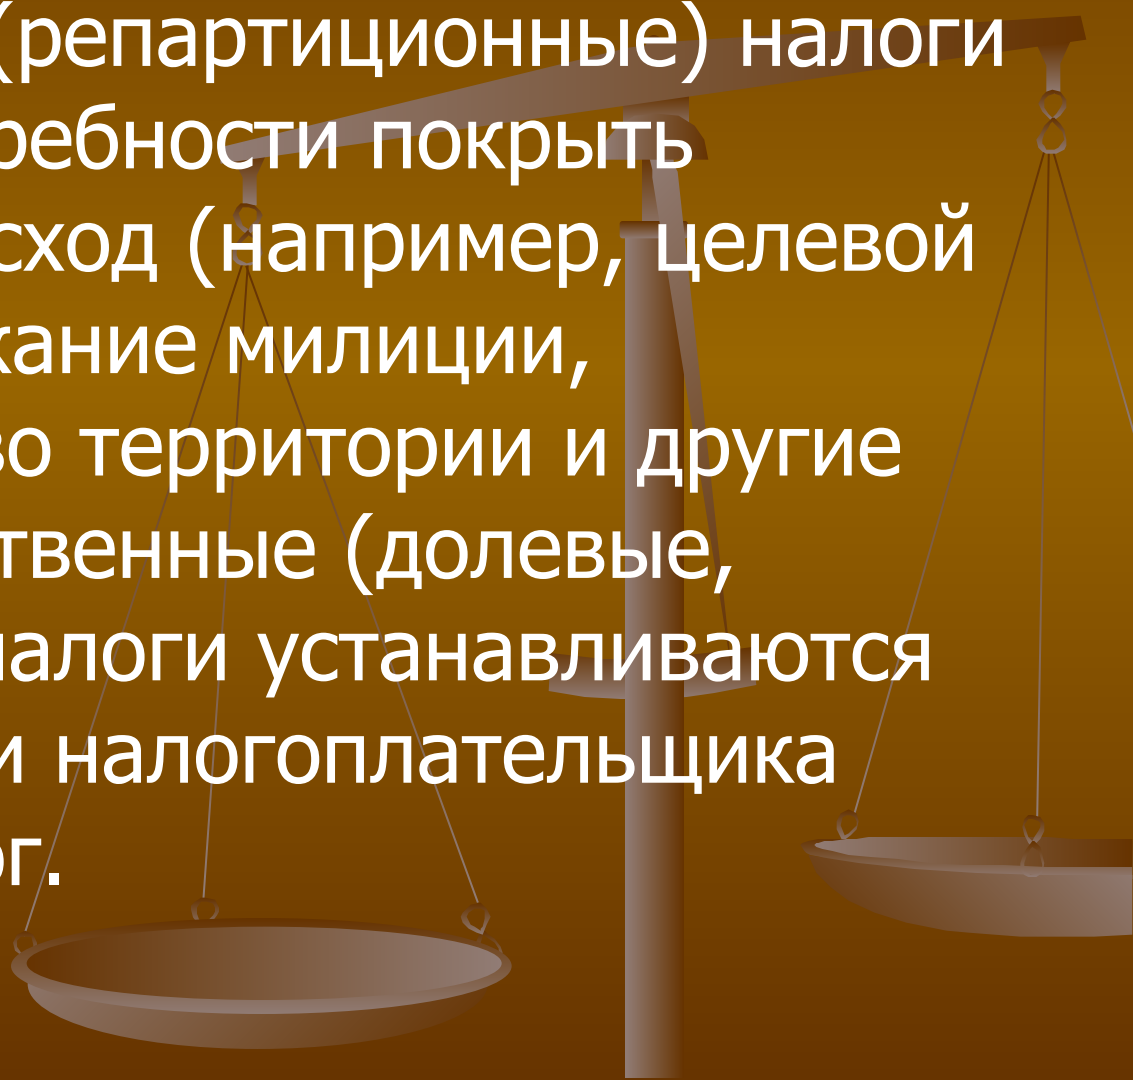 (репартиционные) налоги
ребности покрыть
сход (например, целевой
жание милиции,
во территории и другие
твенные (долевые,
налоги устанавливаются
и налогоплательщика
ог.